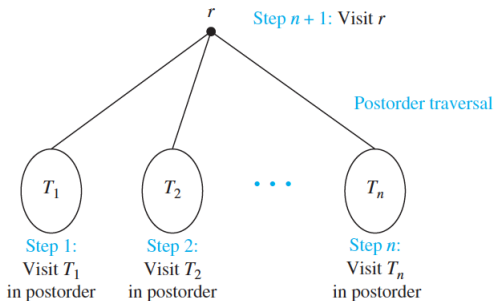 r
Step n + 1: Visit r
Postorder traversal
T1
T2
• • •
Tn
Step 1:
Visit T1
in postorder
Step 2:
Visit T2
in postorder
Step n:
Visit Tn
in postorder